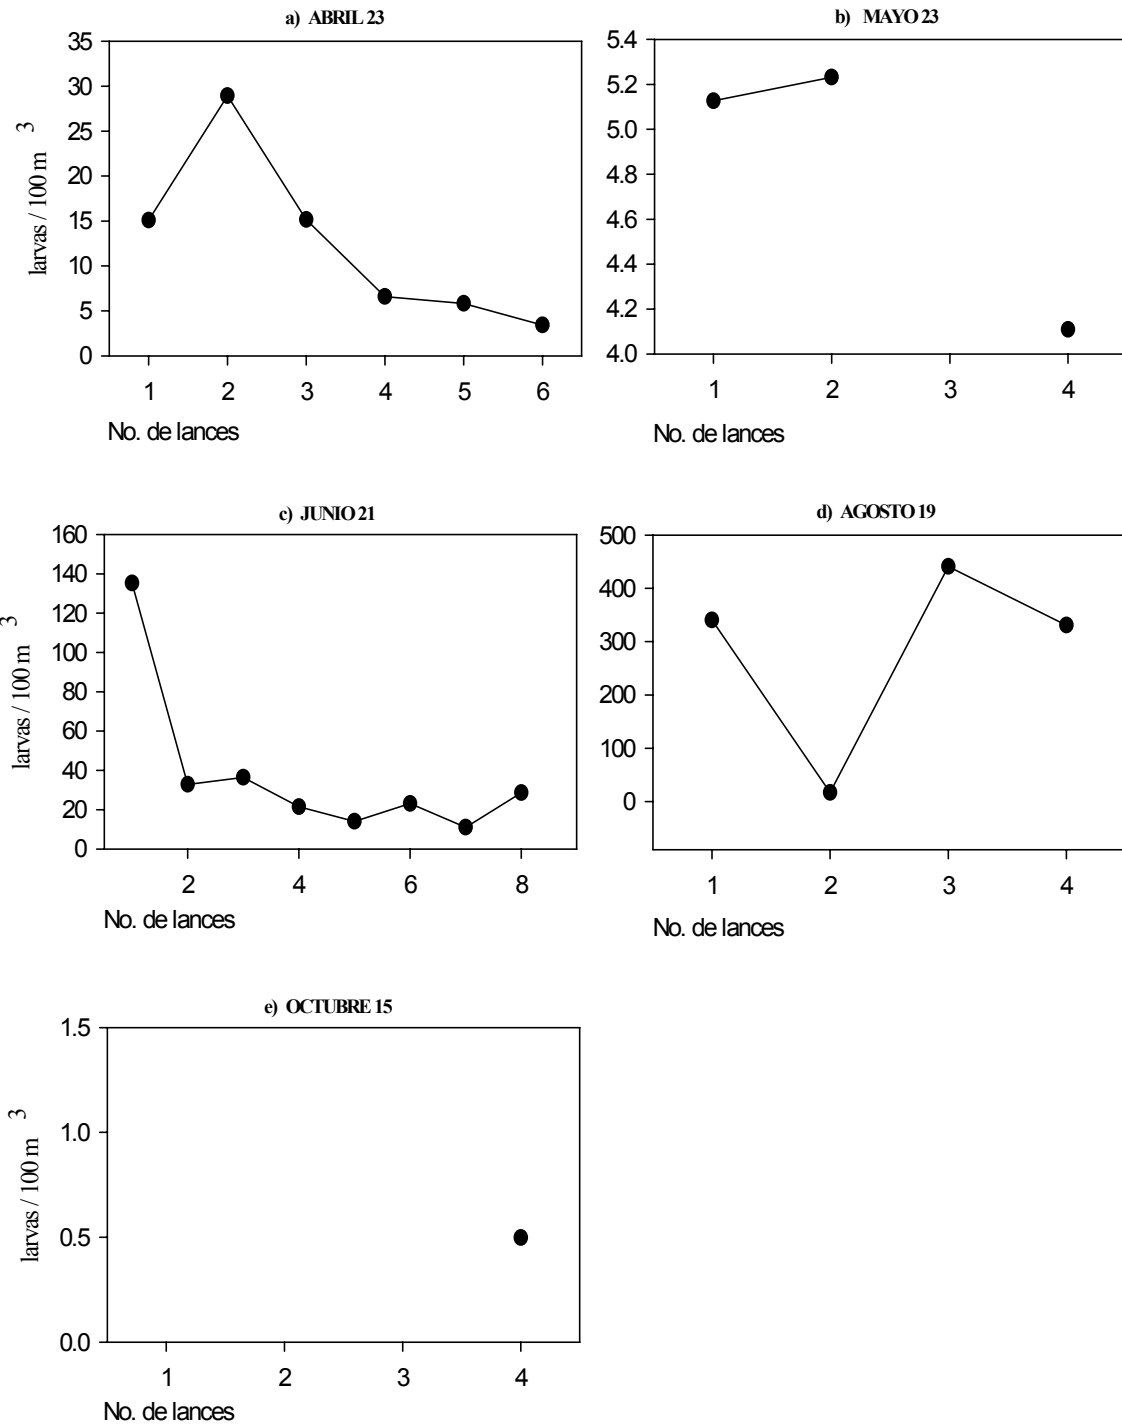 a) ABRIL 23
35
30
25
20
15
10
5
0
larvas / 100 m 3
1 2 3 4 5 6
No. de lances
b) MAYO 23
5.4
5.2
5.0
4.8
4.6
4.4
4.2
4.0
1 2 3 4
No. de lances
c) JUNIO 21
160
140
120
100
80
60
40
20
0
larvas / 100 m 3
2 4 6 8
No. de lances
d) AGOSTO 19
500
400
300
200
100
0
1 2 3 4
No. de lances
e) OCTUBRE 15
1.5
1.0
0.5
0.0
larvas / 100 m 3
1 2 3 4
No. de lances